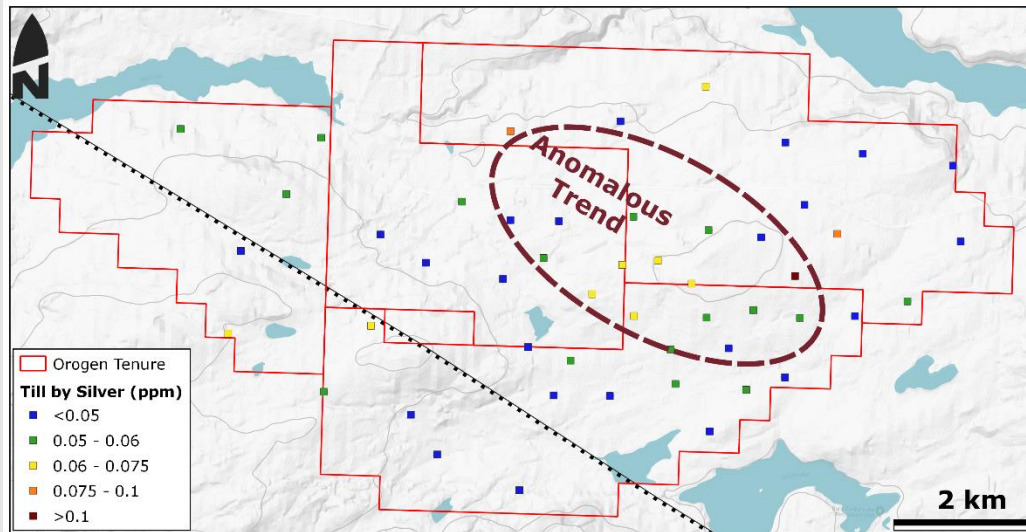 N
Anomalous
Trend
Orogen Tenure
Till by Silver (ppm)
<0.05
0.05 - 0.06
0.06 - 0.075
0.075 - 0.1
>0.1
2 km